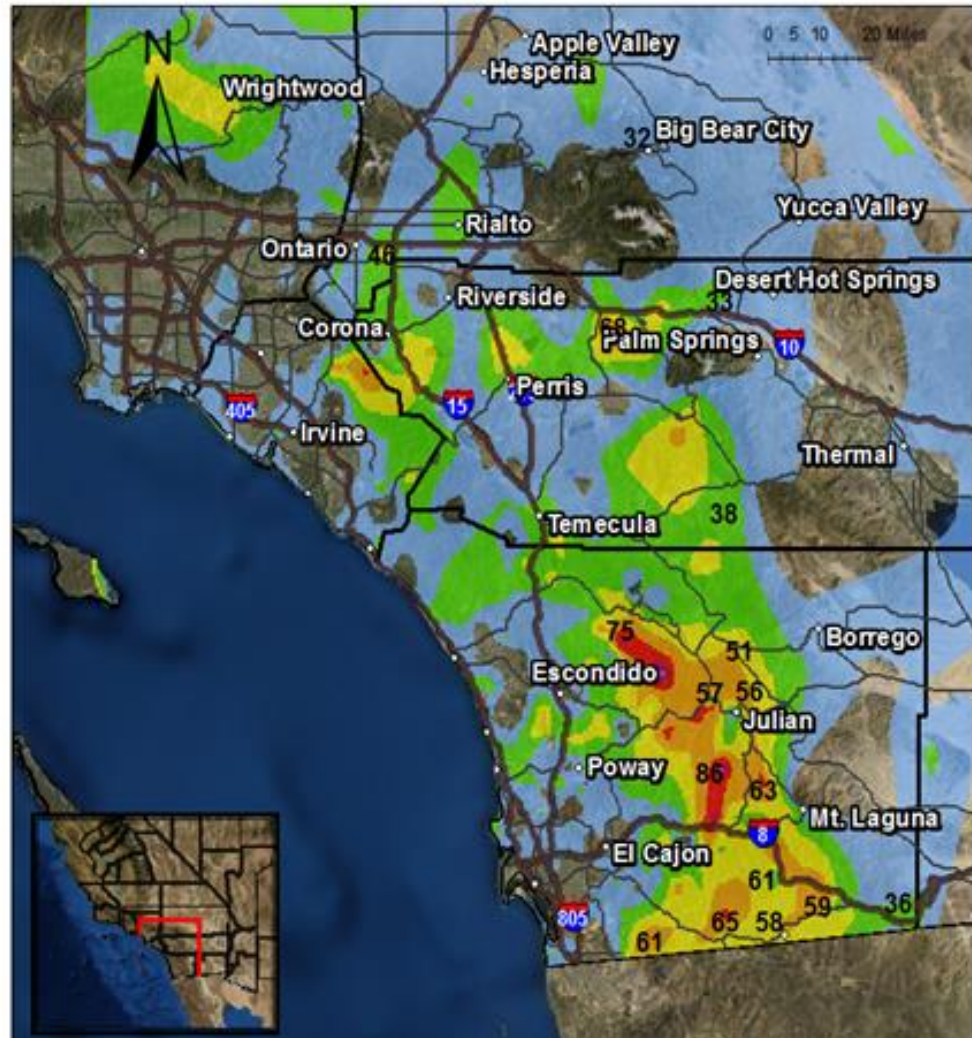 Apple Valley
0 5 10 20 Miles
N
Hesperia
Wrightwood
32
Big Bear City
Yucca Valley
Rialto
Ontario
46
Desert Hot Springs
Riverside
33
68
Corona
Palm Springs
10
Perris
15
405
Irvine
Thermal
38
Temecula
75
Borrego
51
Escondido
57
56
Julian
Poway
86
63
Mt. Laguna
8
El Cajon
61
59
36
65
58
805
61